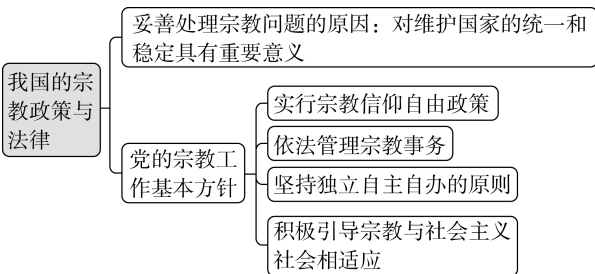 妥善处理宗教问题的原因：对维护国家的统一和
稳定具有重要意义
我国的宗
教政策与
法律
党的宗教工
作基本方针
实行宗教信仰自由政策
依法管理宗教事务
坚持独立自主自办的原则
积极引导宗教与社会主义
社会相适应